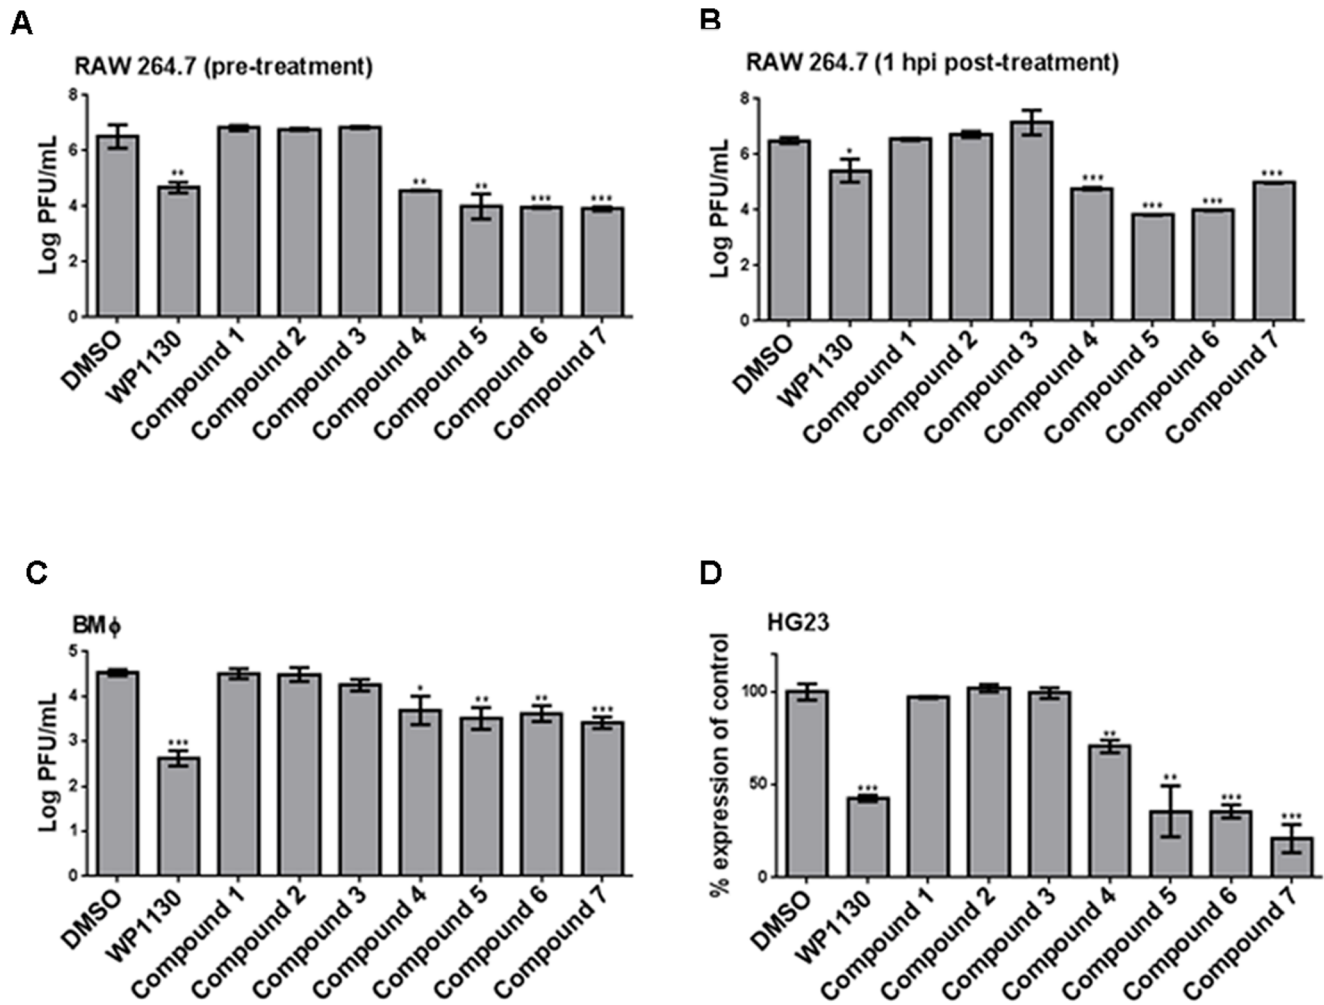 A
RAW 264.7 (pre-treatment)
8
6
4
2
0
Log PFU/mL
**
**
**
***
***
DMSO
WP1130
Compound 1
Compound 2
Compound 3
Compound 4
Compound 5
Compound 6
Compound 7
B
RAW 264.7 (1 hpi post-treatment)
8
6
4
2
0
Log PFU/mL
*
***
***
***
***
DMSO
WP1130
Compound 1
Compound 2
Compound 3
Compound 4
Compound 5
Compound 6
Compound 7
C
BMϕ
5
4
3
2
1
0
Log PFU/mL
***
*
**
**
***
DMSO
WP1130
Compound 1
Compound 2
Compound 3
Compound 4
Compound 5
Compound 6
Compound 7
D
HG23
100
50
0
% expression of control
***
**
**
***
***
DMSO
WP1130
Compound 1
Compound 2
Compound 3
Compound 4
Compound 5
Compound 6
Compound 7